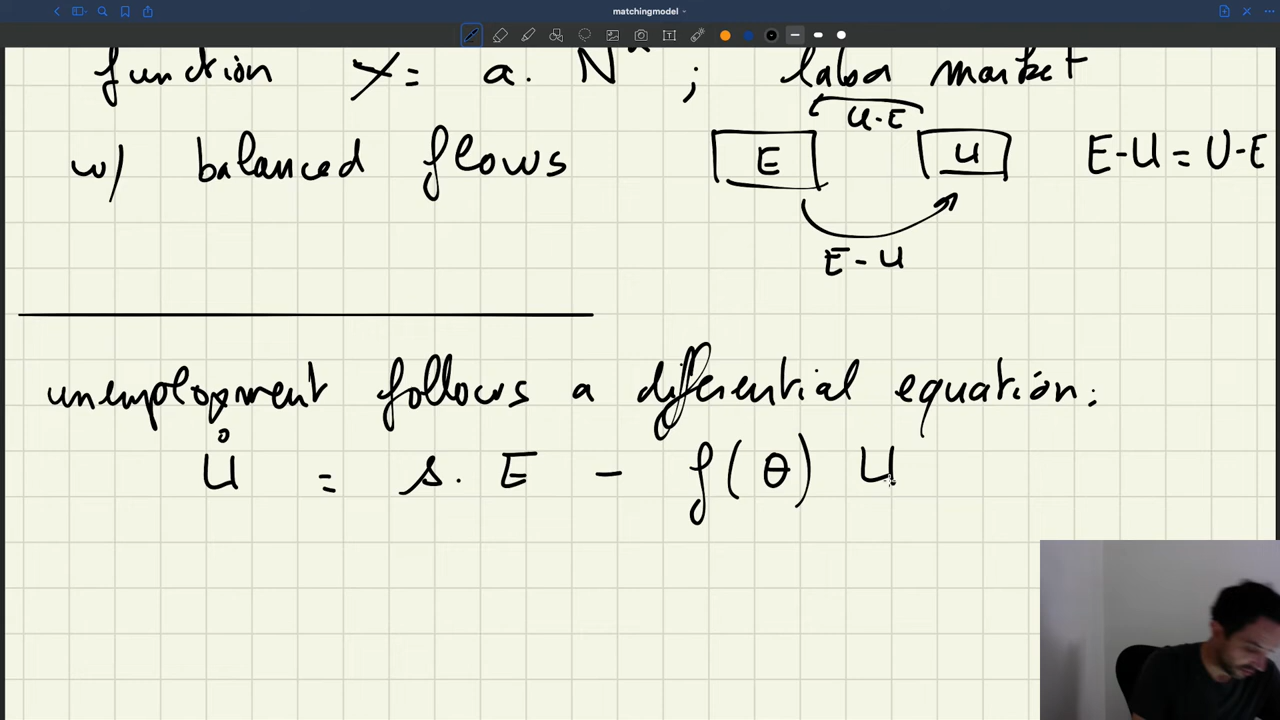 matchingmodel
function Y = a. N^α ; labor market
w/ balanced flows
U-E
E
U
E-U = U-E
E-U
unemployment follows a differential equation:
U̇ = s. E - f(θ) U